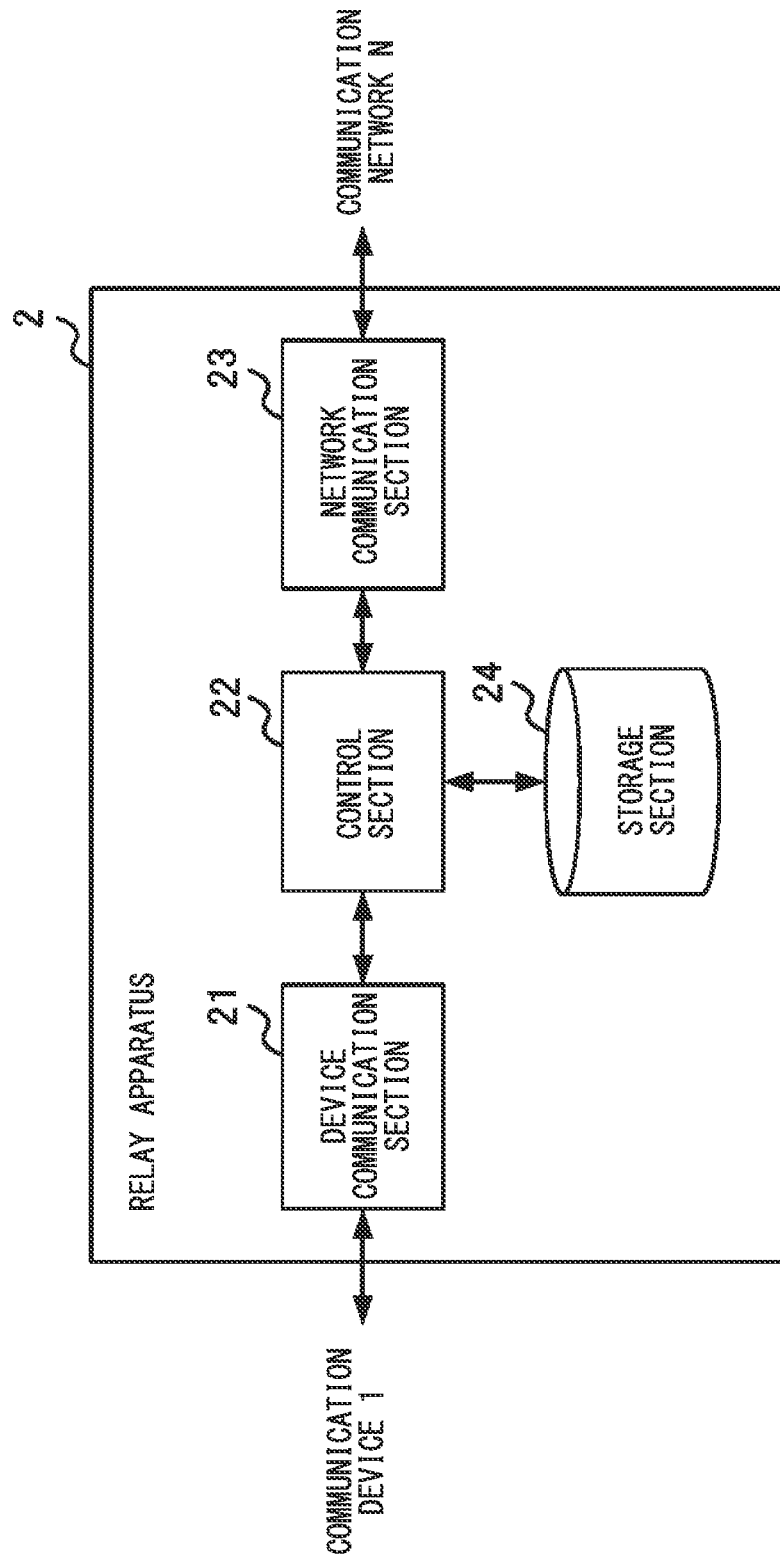 2
RELAY APPARATUS
COMMUNICATION
DEVICE 1
21
DEVICE
COMMUNICATION
SECTION
22
CONTROL
SECTION
23
NETWORK
COMMUNICATION
SECTION
COMMUNICATION
NETWORK N
24
STORAGE
SECTION